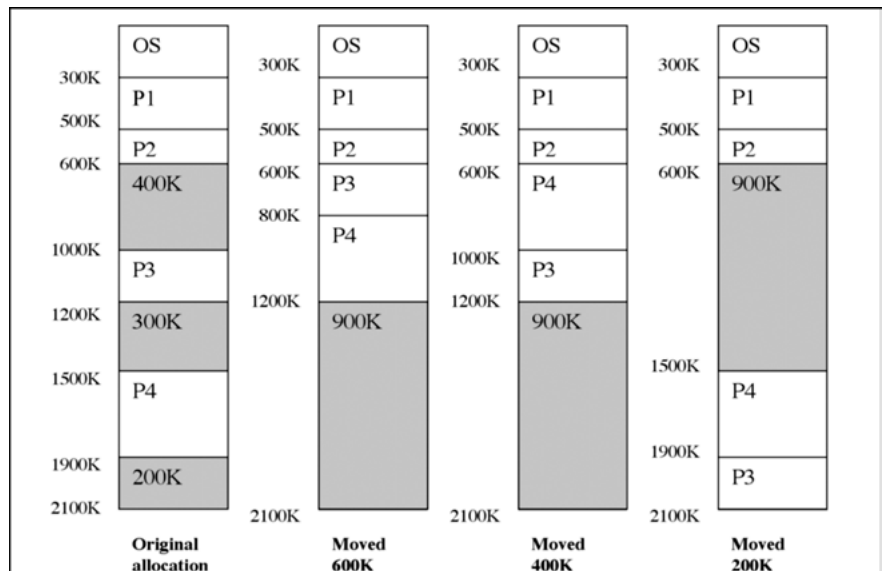 OS
300K
P1
500K
P2
600K
400K
1000K
P3
1200K
300K
1500K
P4
1900K
200K
2100K
Original
allocation
OS
300K
P1
500K
P2
600K
P3
800K
P4
1200K
900K
2100K
Moved
600K
OS
300K
P1
500K
P2
600K
P4
1000K
P3
1200K
900K
2100K
Moved
400K
OS
300K
P1
500K
P2
600K
900K
1500K
P4
1900K
P3
2100K
Moved
200K